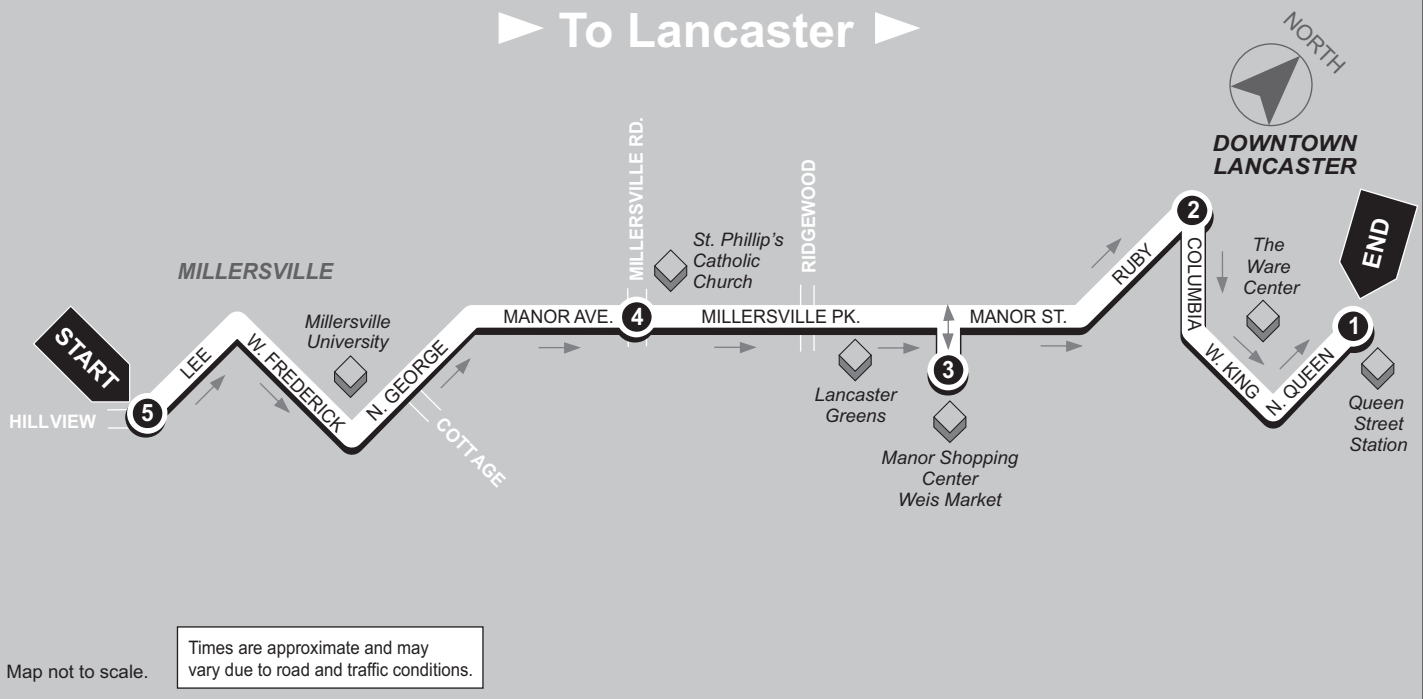 To Lancaster
NORTH
DOWNTOWN
LANCASTER
MILLERSVILLE RD.
RIDGEWOOD
St. Phillip's
Catholic
Church
2
END
MILLERSVILLE
RUBY
COLUMBIA
The
Ware
Center
START
LEE
W. FREDERICK
Millersville
University
N. GEORGE
MANOR AVE.
4
MILLERSVILLE PK.
MANOR ST.
1
HILLVIEW
5
COTTAGE
Lancaster
Greens
3
W. KING
N. QUEEN
Queen
Street
Station
Manor Shopping
Center
Weis Market
Map not to scale.
Times are approximate and may
vary due to road and traffic conditions.